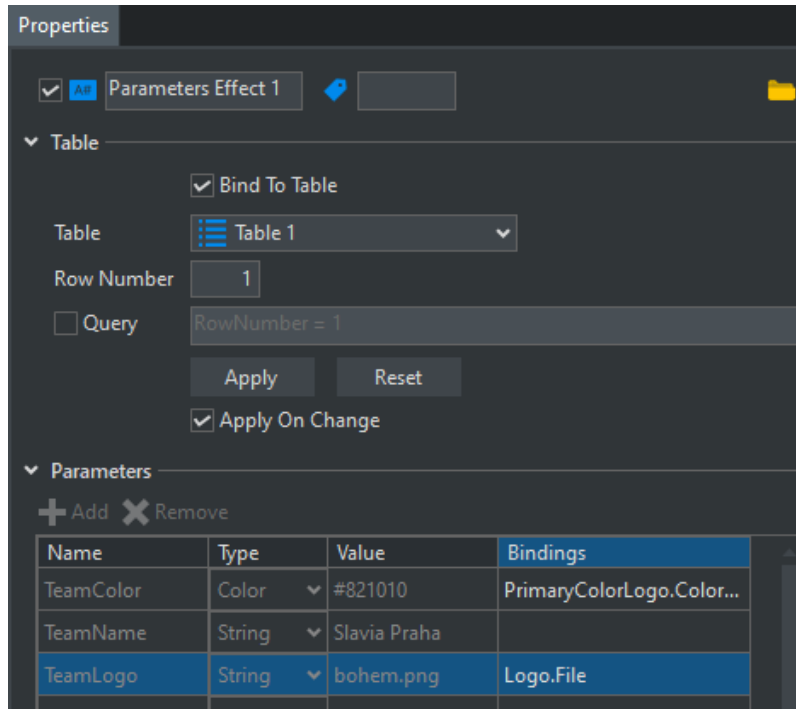 Properties
A# Parameters Effect 1
Table
Bind To Table
Table Table 1
Row Number 1
Query RowNumber = 1
Apply Reset
Apply On Change
Parameters
Add Remove
Name Type Value Bindings
TeamColor Color #821010 PrimaryColorLogo.Color...
TeamName String Slavia Praha
TeamLogo String bohem.png Logo.File